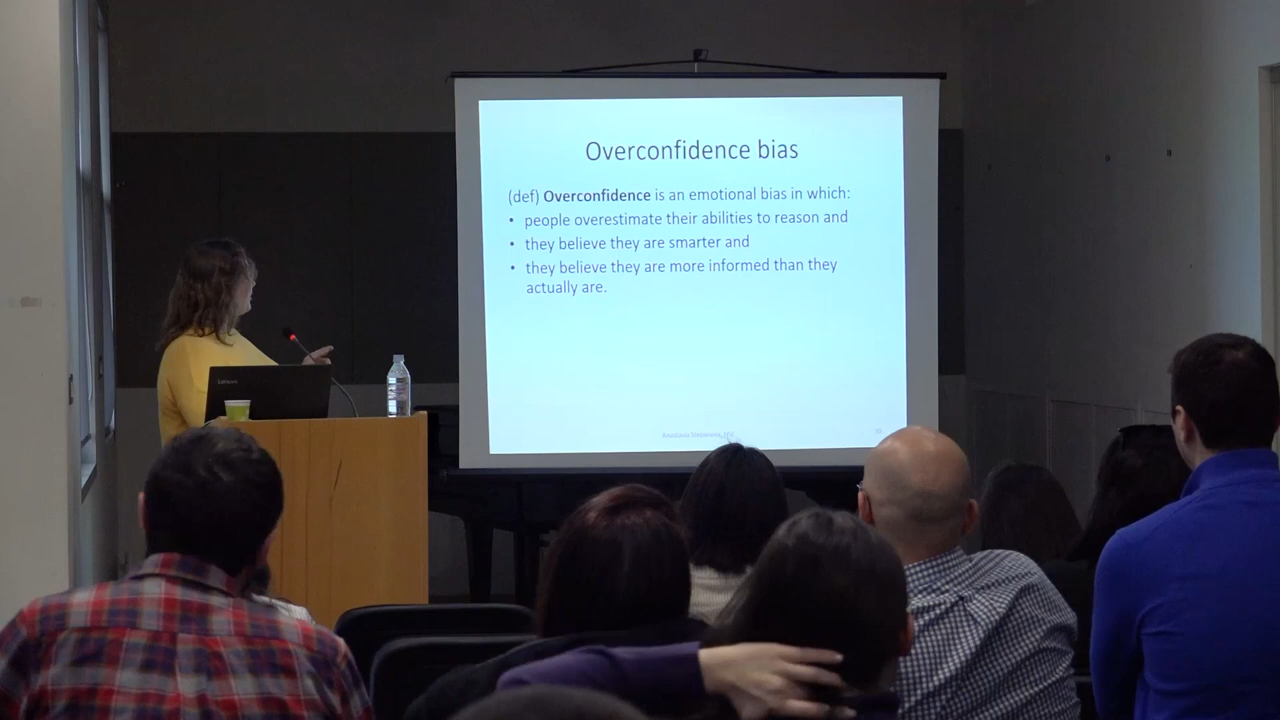 Overconfidence bias
(def) Overconfidence is an emotional bias in which:
• people overestimate their abilities to reason and
• they believe they are smarter and
• they believe they are more informed than they
actually are.
Lenovo